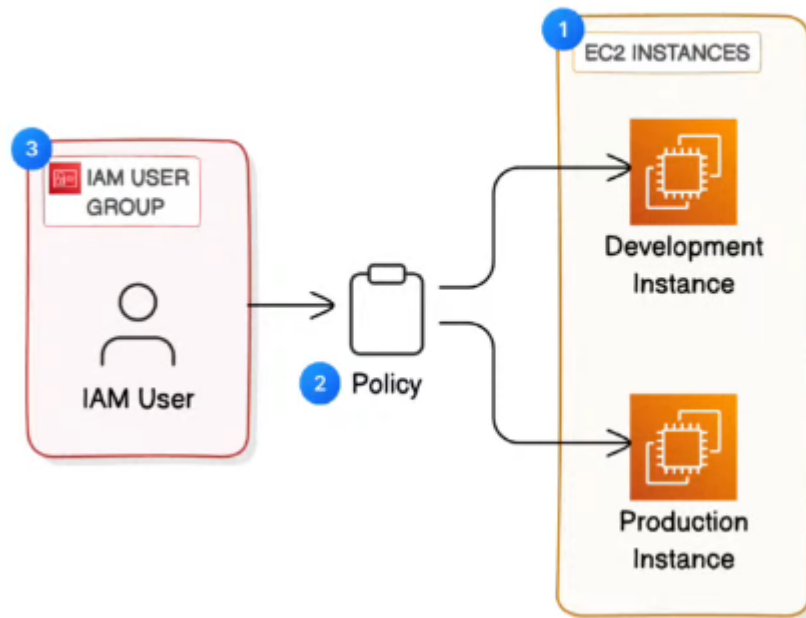 1
EC2 INSTANCES
3
IAM USER
GROUP
Development
Instance
IAM User
2
Policy
Production
Instance